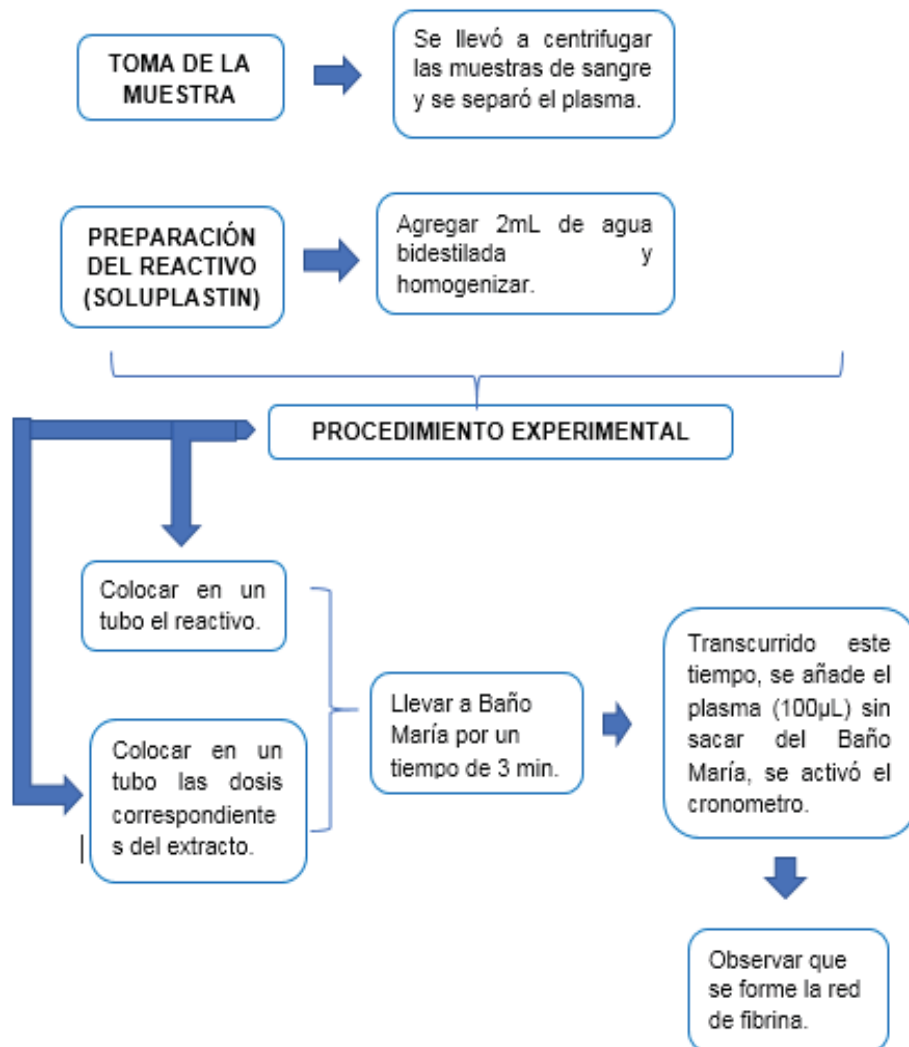 TOMA DE LA
MUESTRA
Se llevó a centrifugar
las muestras de sangre
y se separó el plasma.
PREPARACIÓN
DEL REACTIVO
(SOLUPLASTIN)
Agregar 2mL de agua
bidestilada y
homogenizar.
PROCEDIMIENTO EXPERIMENTAL
Colocar en un
tubo el reactivo.
Colocar en un
tubo las dosis
correspondiente
s del extracto.
Llevar a Baño
María por un
tiempo de 3 min.
Transcurrido este
tiempo, se añade el
plasma (100µL) sin
sacar del Baño
María, se activó el
cronometro.
Observar que
se forme la red
de fibrina.